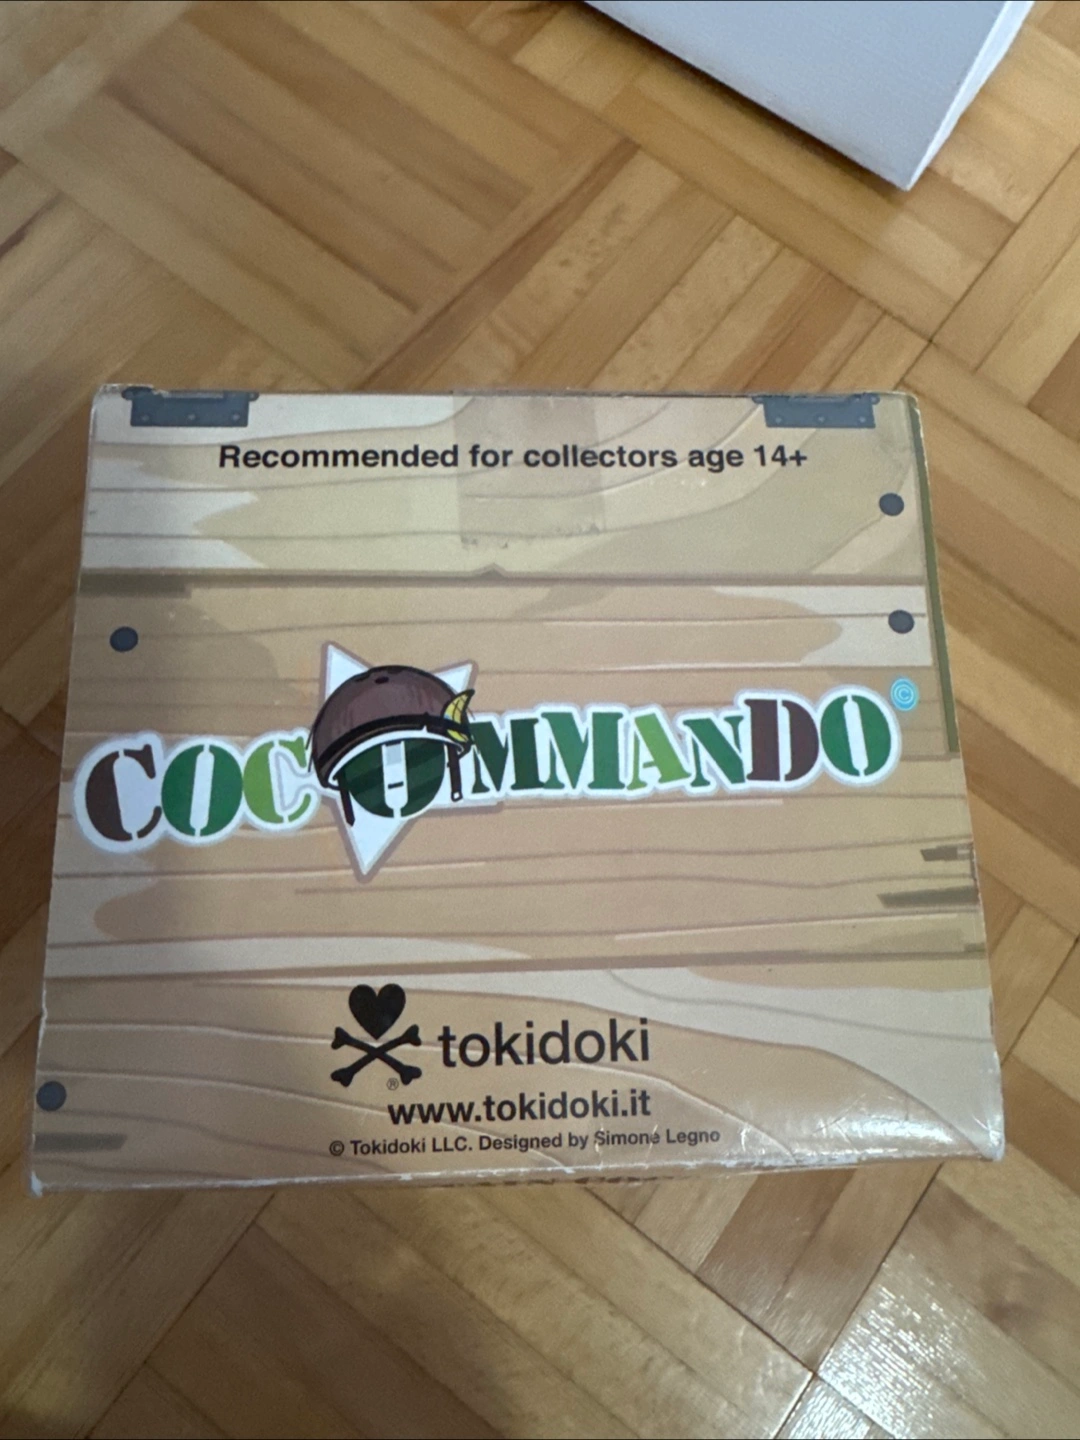 Recommended for collectors age 14+
COCOMMANDO ©
® tokidoki
www.tokidoki.it
© Tokidoki LLC. Designed by Simone Legno